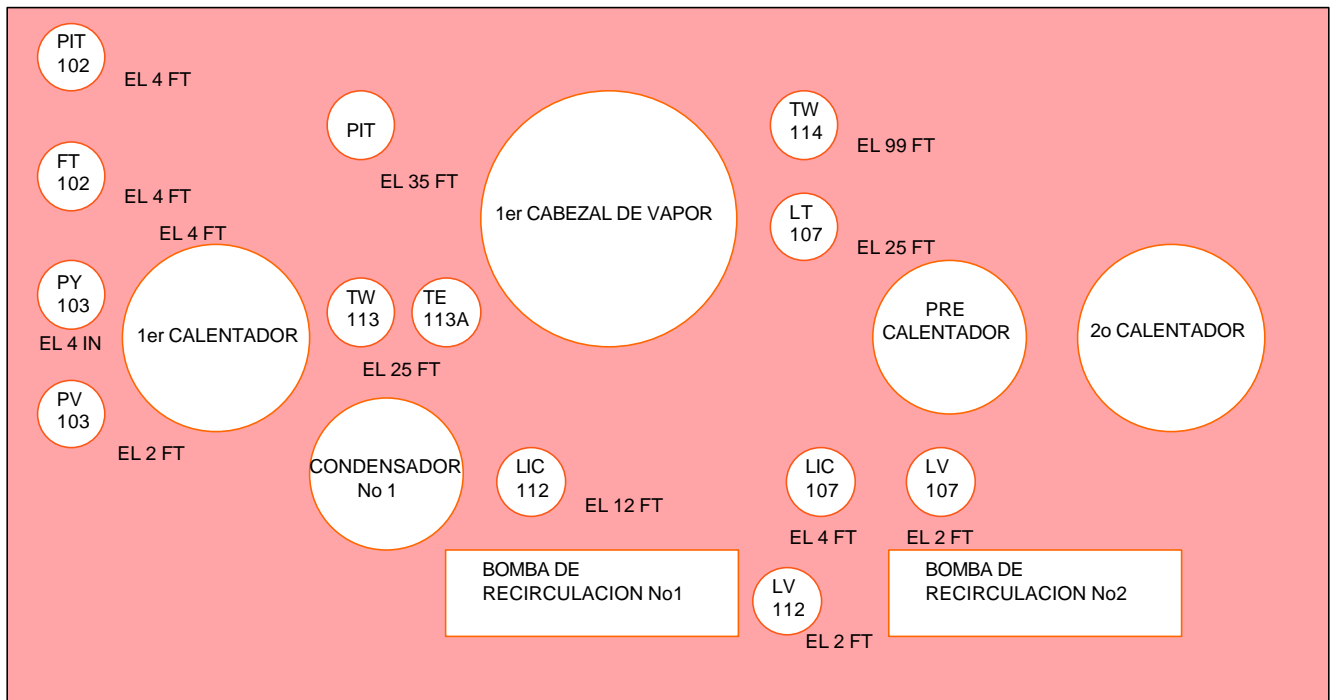 PIT
102
EL 4 FT
FT
102
EL 4 FT
EL 4 FT
PY
103
EL 4 IN
1er CALENTADOR
PV
103
EL 2 FT
PIT
EL 35 FT
1er CABEZAL DE VAPOR
TW
114
EL 99 FT
LT
107
EL 25 FT
TW
113
TE
113A
EL 25 FT
PRE
CALENTADOR
2o CALENTADOR
CONDENSADOR
No 1
LIC
112
EL 12 FT
LIC
107
EL 4 FT
LV
107
EL 2 FT
BOMBA DE
RECIRCULACION No1
LV
112
EL 2 FT
BOMBA DE
RECIRCULACION No2